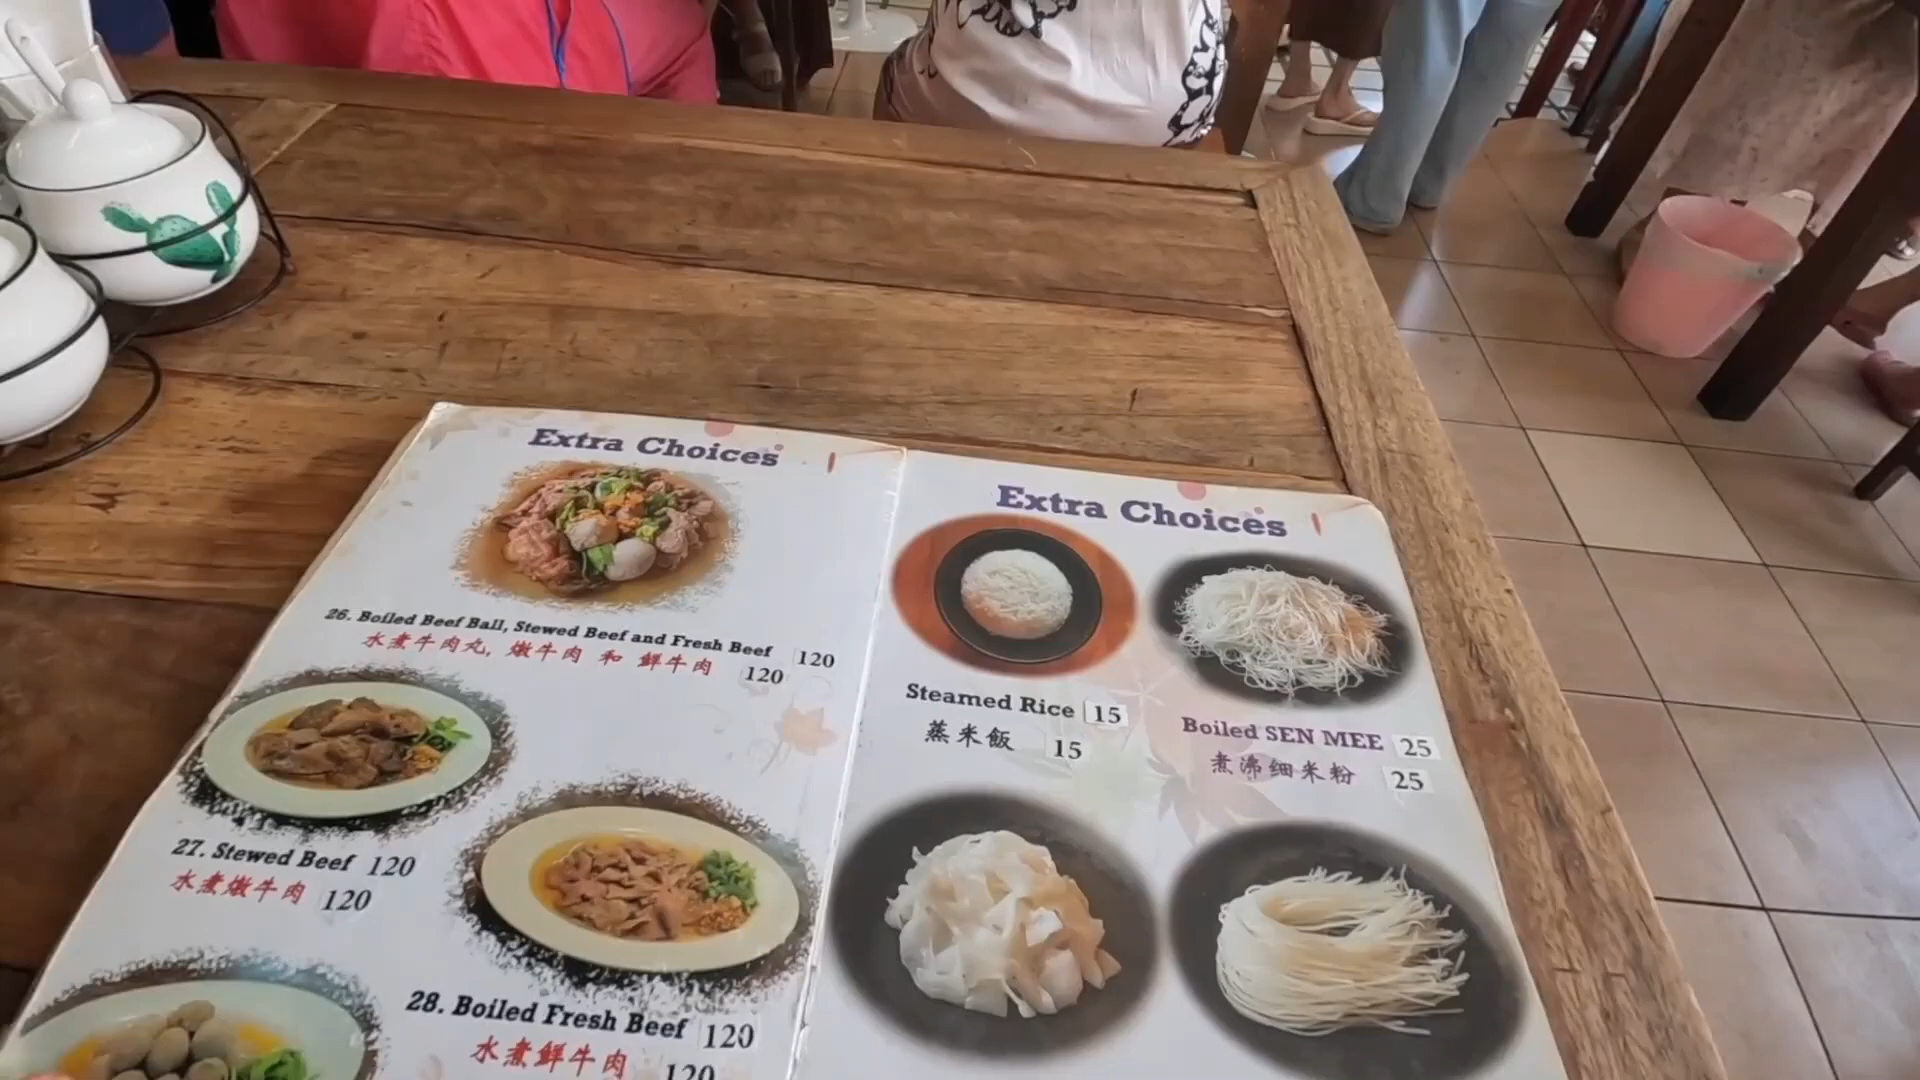 Extra Choices
26. Boiled Beef Ball, Stewed Beef and Fresh Beef 120
水煮牛肉丸, 燉牛肉 和 鮮牛肉 120
27. Stewed Beef 120
水煮燉牛肉 120
28. Boiled Fresh Beef 120
水煮鮮牛肉 120
Extra Choices
Steamed Rice 15
蒸米飯 15
Boiled SEN MEE 25
煮沸细米粉 25